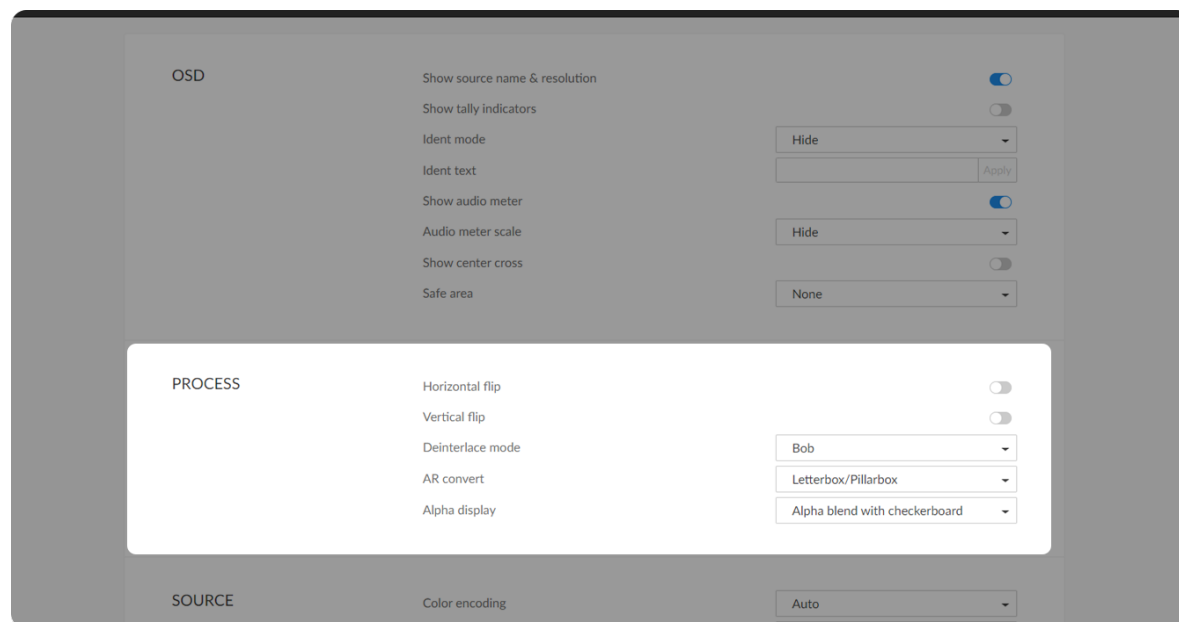 OSD
Show source name & resolution
Show tally indicators
Ident mode Hide
Ident text Apply
Show audio meter
Audio meter scale Hide
Show center cross
Safe area None
PROCESS
Horizontal flip
Vertical flip
Deinterlace mode Bob
AR convert Letterbox/Pillarbox
Alpha display Alpha blend with checkerboard
SOURCE
Color encoding Auto